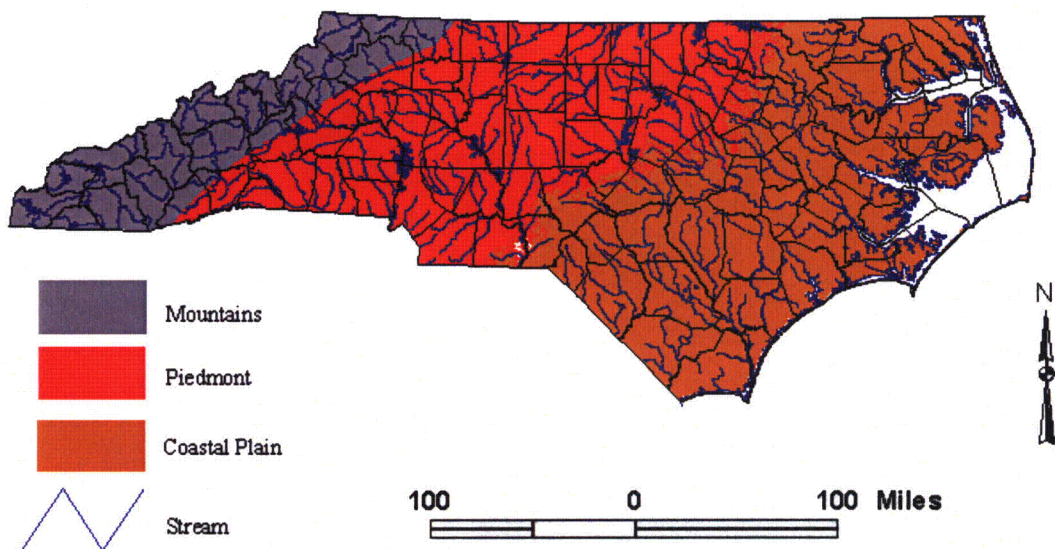 N
Mountains
Piedmont
Coastal Plain
100 0 100 Miles
Stream